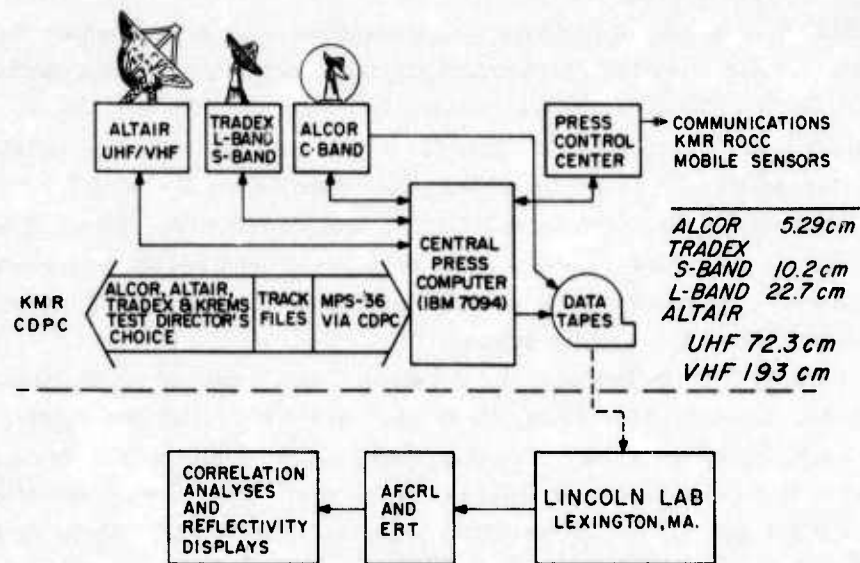 ALTAIR
UHF/VHF
TRADEX
L-BAND
S-BAND
ALCOR
C-BAND
PRESS
CONTROL
CENTER
COMMUNICATIONS
KMR ROCC
MOBILE SENSORS
KMR
CDPC
ALCOR, ALTAIR,
TRADEX & KREMS
TEST DIRECTOR'S
CHOICE
TRACK
FILES
MPS-36
VIA CDPC
CENTRAL
PRESS
COMPUTER
(IBM 7094)
DATA
TAPES
ALCOR 5.29cm
TRADEX
S-BAND 10.2cm
L-BAND 22.7cm
ALTAIR
UHF 72.3cm
VHF 193 cm
CORRELATION
ANALYSES
AND
REFLECTIVITY
DISPLAYS
AFCRL
AND
ERT
LINCOLN LAB
LEXINGTON, MA.